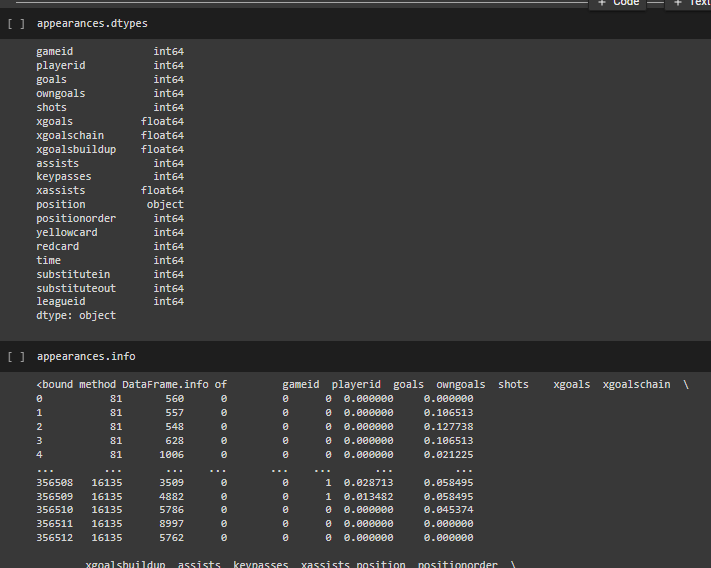 + Code + Text
[ ] appearances.dtypes
gameid int64
playerid int64
goals int64
owngoals int64
shots int64
xgoals float64
xgoalschain float64
xgoalsbuildup float64
assists int64
keypasses int64
xassists float64
position object
positionorder int64
yellowcard int64
redcard int64
time int64
substitutein int64
substituteout int64
leagueid int64
dtype: object
[ ] appearances.info
<bound method DataFrame.info of gameid playerid goals owngoals shots xgoals xgoalschain \
0 81 560 0 0 0 0.000000 0.000000
1 81 557 0 0 0 0.000000 0.106513
2 81 548 0 0 0 0.000000 0.127738
3 81 628 0 0 0 0.000000 0.106513
4 81 1006 0 0 0 0.000000 0.021225
... ... ... ... ... ... ... ...
356508 16135 3509 0 0 1 0.028713 0.058495
356509 16135 4882 0 0 1 0.013482 0.058495
356510 16135 5786 0 0 0 0.000000 0.045374
356511 16135 8997 0 0 0 0.000000 0.000000
356512 16135 5762 0 0 0 0.000000 0.000000
xgoalsbuildup assists keypasses xassists position positionorder \